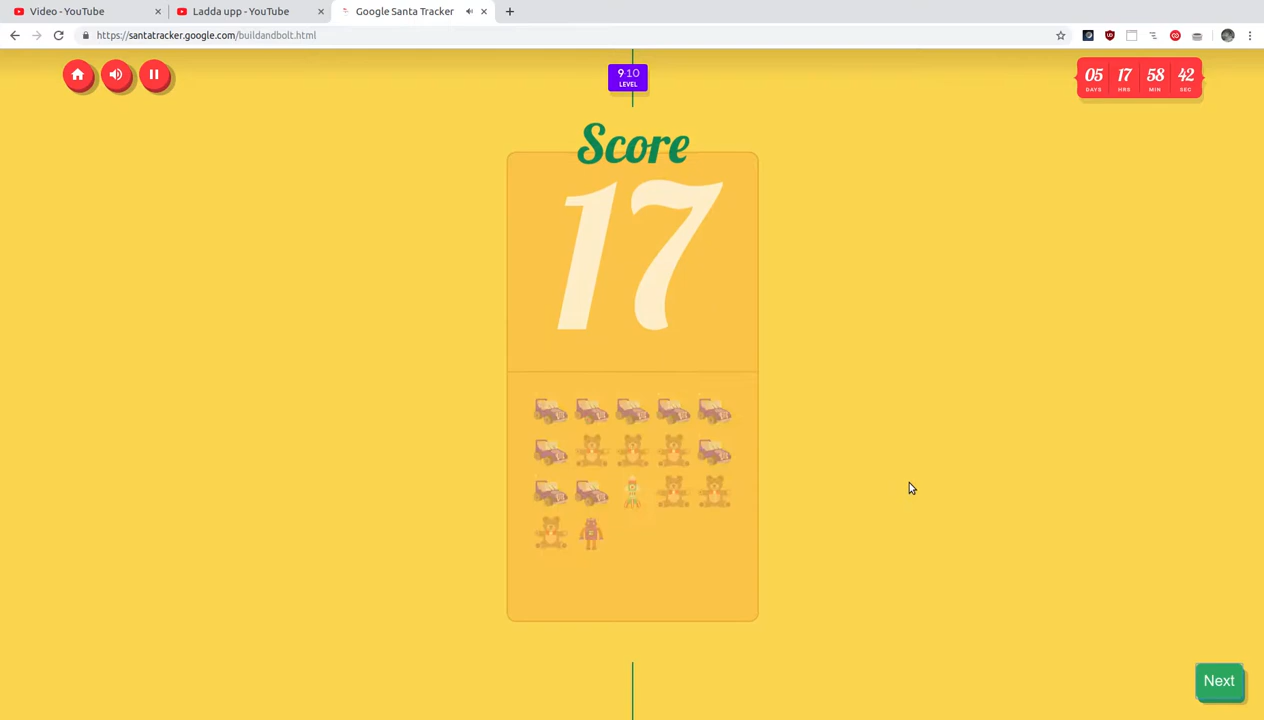 Video - YouTube
Ladda upp - YouTube
Google Santa Tracker
https://santatracker.google.com/buildandbolt.html
9 10
LEVEL
05 17 58 42
DAYS HRS MIN SEC
Score
17
Next